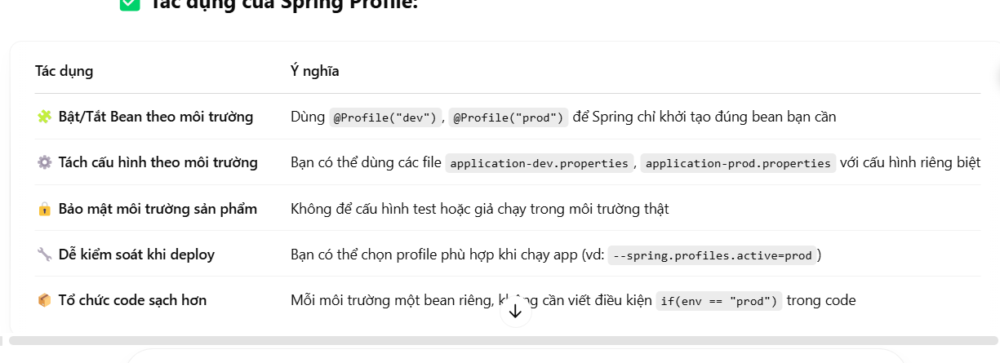 Tác dụng của Spring Profile:
Tác dụng Ý nghĩa
Bật/Tắt Bean theo môi trường Dùng @Profile("dev"), @Profile("prod") để Spring chỉ khởi tạo đúng bean bạn cần
Tách cấu hình theo môi trường Bạn có thể dùng các file application-dev.properties, application-prod.properties với cấu hình riêng biệt
Bảo mật môi trường sản phẩm Không để cấu hình test hoặc giả chạy trong môi trường thật
Dễ kiểm soát khi deploy Bạn có thể chọn profile phù hợp khi chạy app (vd: --spring.profiles.active=prod)
Tổ chức code sạch hơn Mỗi môi trường một bean riêng, không cần viết điều kiện if(env == "prod") trong code